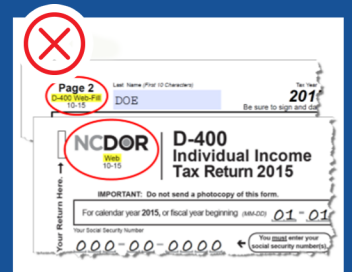 Page 2
D-400 Web-Fill
10-15
Last Name (First 10 Characters)
DOE
Tax Year
201
Be sure to sign and da
NCDOR
Web
10-15
D-400
Individual Income
Tax Return 2015
IMPORTANT: Do not send a photocopy of this form.
For calendar year 2015, or fiscal year beginning (MM-DD) 01-01
Your Social Security Number
000-00-0000
You must enter your
social security number(s).
Your Return Here.